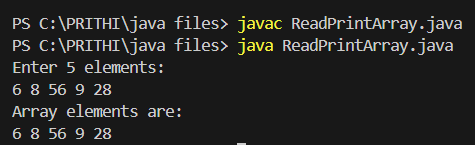 PS C:\PRITHI\java files> javac ReadPrintArray.java
PS C:\PRITHI\java files> java ReadPrintArray.java
Enter 5 elements:
6 8 56 9 28
Array elements are:
6 8 56 9 28